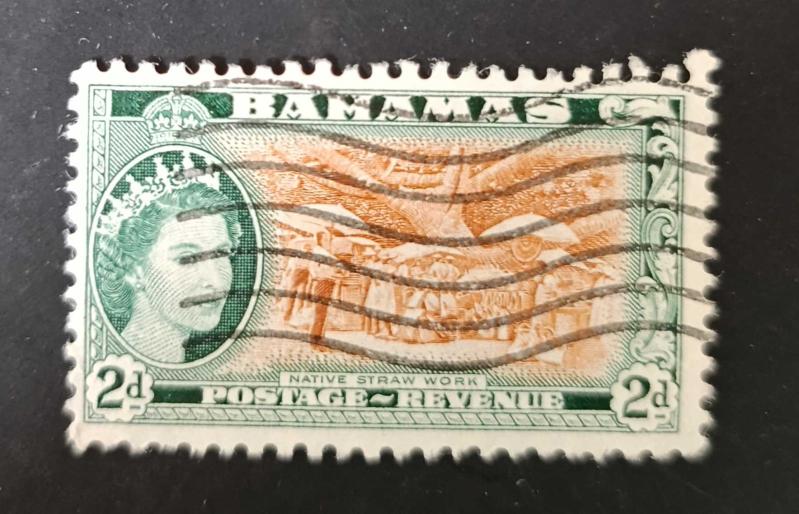 BAHAMAS
NATIVE STRAW WORK
2d POSTAGE~REVENUE 2d